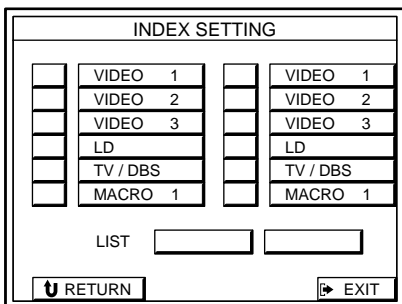 INDEX SETTING
VIDEO 1 VIDEO 1
VIDEO 2 VIDEO 2
VIDEO 3 VIDEO 3
LD LD
TV / DBS TV / DBS
MACRO 1 MACRO 1
LIST
RETURN EXIT